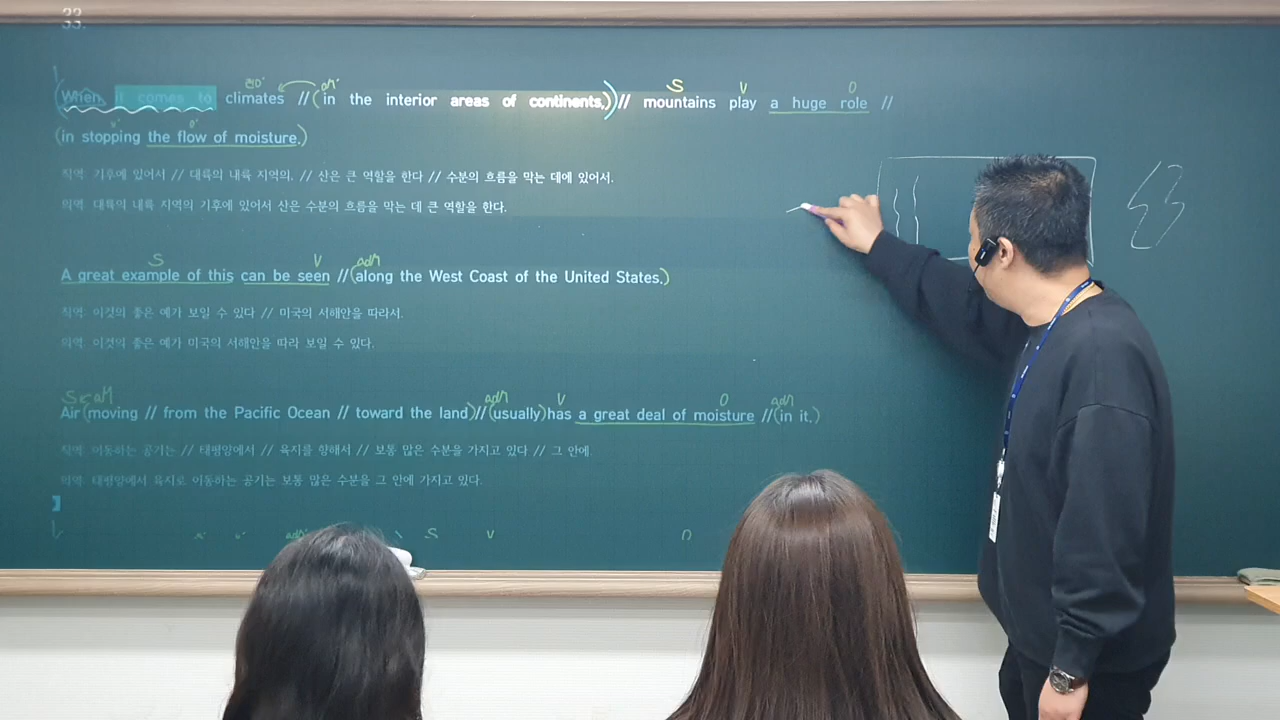 33.
When it comes to climates // (in the interior areas of continents,) // mountains play a huge role //
(in stopping the flow of moisture.)
직역: 기후에 있어서 // 대륙의 내륙 지역의, // 산은 큰 역할을 한다 // 수분의 흐름을 막는 데에 있어서.
의역: 대륙의 내륙 지역의 기후에 있어서 산은 수분의 흐름을 막는 데 큰 역할을 한다.
S V adM
A great example of this can be seen // (along the West Coast of the United States.)
직역: 이것의 좋은 예가 보일 수 있다 // 미국의 서해안을 따라서.
의역: 이것의 좋은 예가 미국의 서해안을 따라 보일 수 있다.
Air (moving // from the Pacific Ocean // toward the land) // (usually) has a great deal of moisture // (in it.)
직역: 이동하는 공기는 // 태평양에서 // 육지를 향해서 // 보통 많은 수분을 가지고 있다 // 그 안에.
의역: 태평양에서 육지로 이동하는 공기는 보통 많은 수분을 그 안에 가지고 있다.
S V O